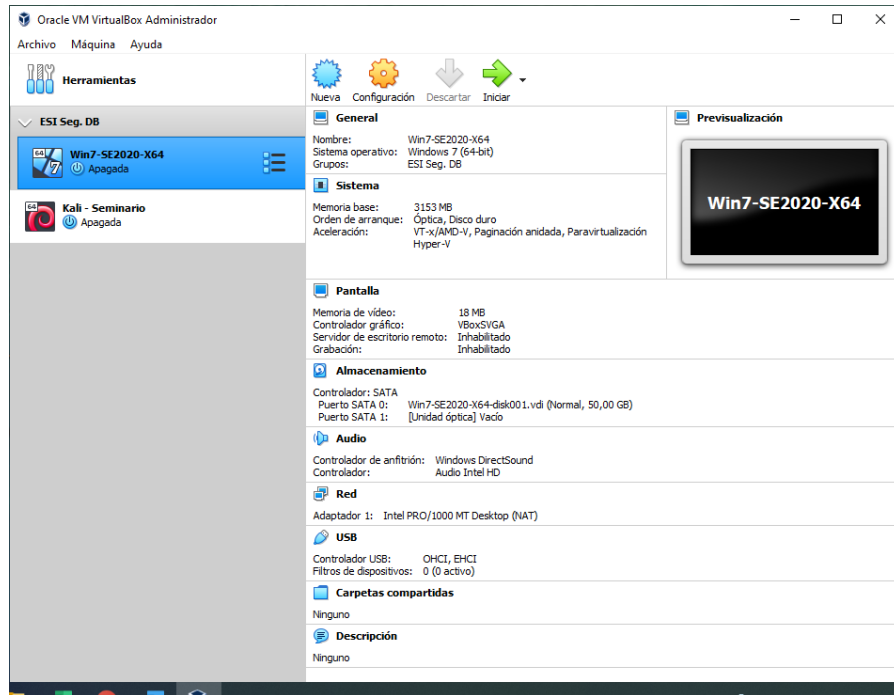 Oracle VM VirtualBox Administrador
Archivo Máquina Ayuda
Herramientas
ESI Seg. DB
64 7 Win7-SE2020-X64
Apagada
64 Kali - Seminario
Apagada
Nueva Configuración Descartar Iniciar
General
Nombre: Win7-SE2020-X64
Sistema operativo: Windows 7 (64-bit)
Grupos: ESI Seg. DB
Sistema
Memoria base: 3153 MB
Orden de arranque: Óptica, Disco duro
Aceleración: VT-x/AMD-V, Paginación anidada, Paravirtualización
Hyper-V
Previsualización
Win7-SE2020-X64
Pantalla
Memoria de vídeo: 18 MB
Controlador gráfico: VBoxSVGA
Servidor de escritorio remoto: Inhabilitado
Grabación: Inhabilitado
Almacenamiento
Controlador: SATA
Puerto SATA 0: Win7-SE2020-X64-disk001.vdi (Normal, 50,00 GB)
Puerto SATA 1: [Unidad óptica] Vacío
Audio
Controlador de anfitrión: Windows DirectSound
Controlador: Audio Intel HD
Red
Adaptador 1: Intel PRO/1000 MT Desktop (NAT)
USB
Controlador USB: OHCI, EHCI
Filtros de dispositivos: 0 (0 activo)
Carpetas compartidas
Ninguno
Descripción
Ninguno